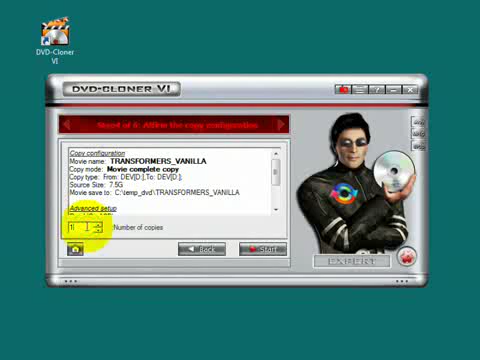 DVD-Cloner
VI
DVD-CLONER VI
of 6: Affirm the copy configuration
Copy configuration
Movie name: TRANSFORMERS_VANILLA
Copy mode: Movie complete copy
Copy type: From: DEV[D:],To: DEV[D:];
Source Size: 7.5G
Movie save to: C:\temp_dvd\TRANSFORMERS_VANILLA
Advanced setup
1
Number of copies
Back
Start
EXPERT